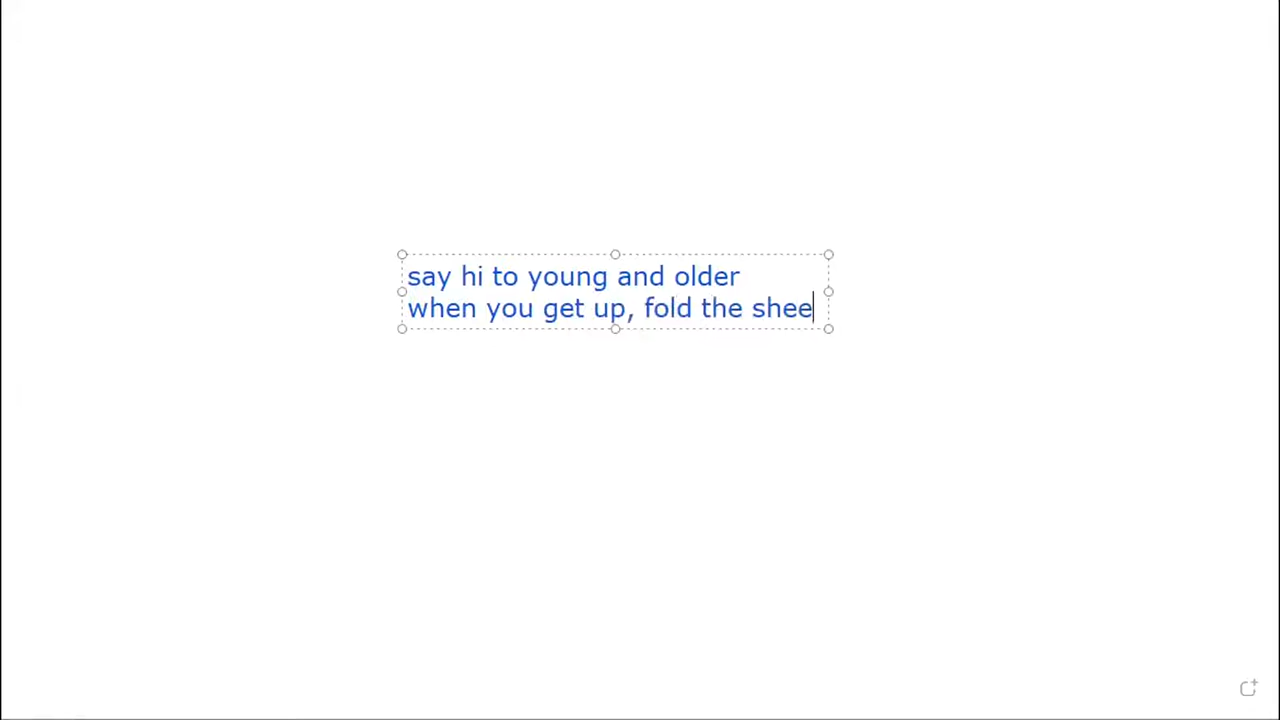 say hi to young and older
when you get up, fold the shee